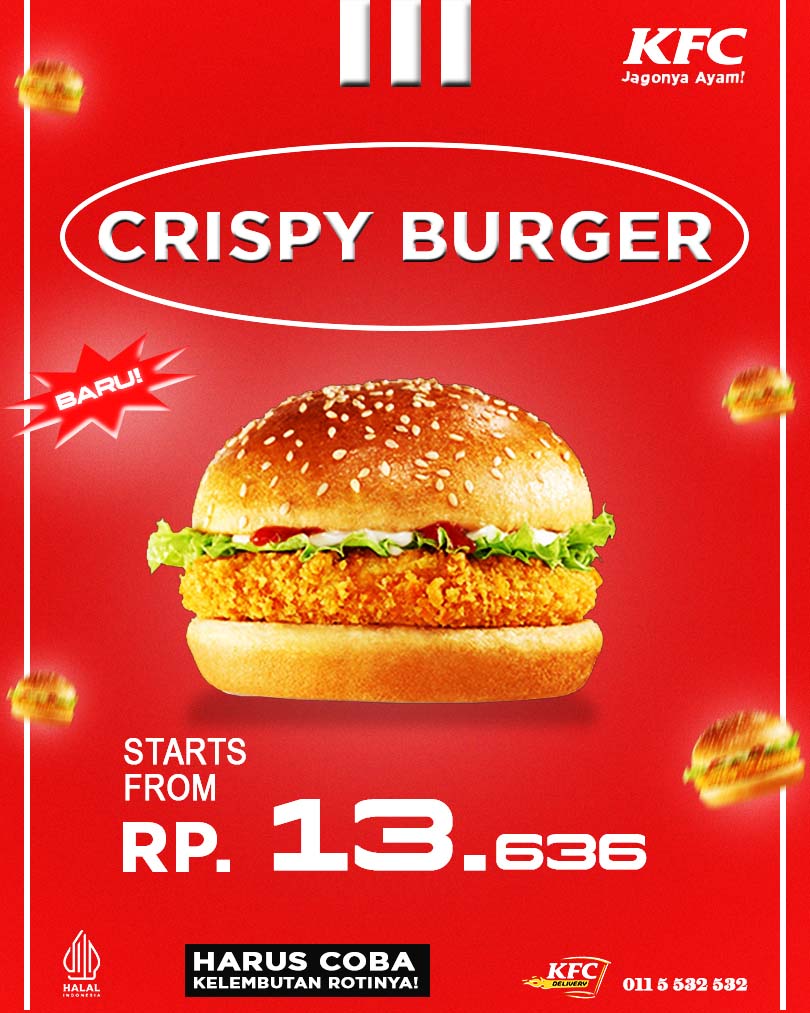 KFC
Jagonya Ayam!
CRISPY BURGER
BARU!
STARTS
FROM
RP. 13.636
HALAL
INDONESIA
HARUS COBA
KELEMBUTAN ROTINYA!
KFC
DELIVERY
011 5 532 532